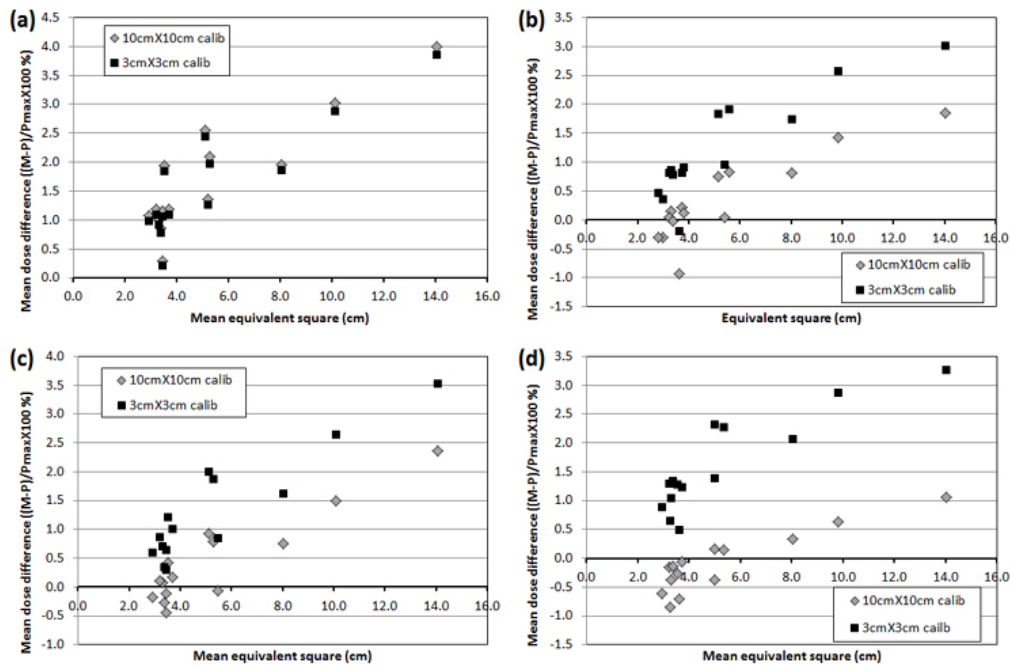 (a)
Mean dose difference ((M-P)/PmaxX100 %)
4.5
4.0
3.5
3.0
2.5
2.0
1.5
1.0
0.5
0.0
10cmX10cm calib
3cmX3cm calib
0.0 2.0 4.0 6.0 8.0 10.0 12.0 14.0 16.0
Mean equivalent square (cm)
(b)
Mean dose difference ((M-P)/PmaxX100 %)
3.5
3.0
2.5
2.0
1.5
1.0
0.5
0.0
-0.5
-1.0
-1.5
0.0 2.0 4.0 6.0 8.0 10.0 12.0 14.0 16.0
10cmX10cm calib
3cmX3cm calib
Equivalent square (cm)
(c)
Mean dose difference ((M-P)/PmaxX100 %)
4.0
3.5
3.0
2.5
2.0
1.5
1.0
0.5
0.0
-0.5
-1.0
10cmX10cm calib
3cmX3cm calib
0.0 2.0 4.0 6.0 8.0 10.0 12.0 14.0 16.0
Mean equivalent square (cm)
(d)
Mean dose difference ((M-P)/PmaxX100 %)
3.5
3.0
2.5
2.0
1.5
1.0
0.5
0.0
-0.5
-1.0
-1.5
0.0 2.0 4.0 6.0 8.0 10.0 12.0 14.0 16.0
10cmX10cm calib
3cmX3cm cailb
Mean equivalent square (cm)